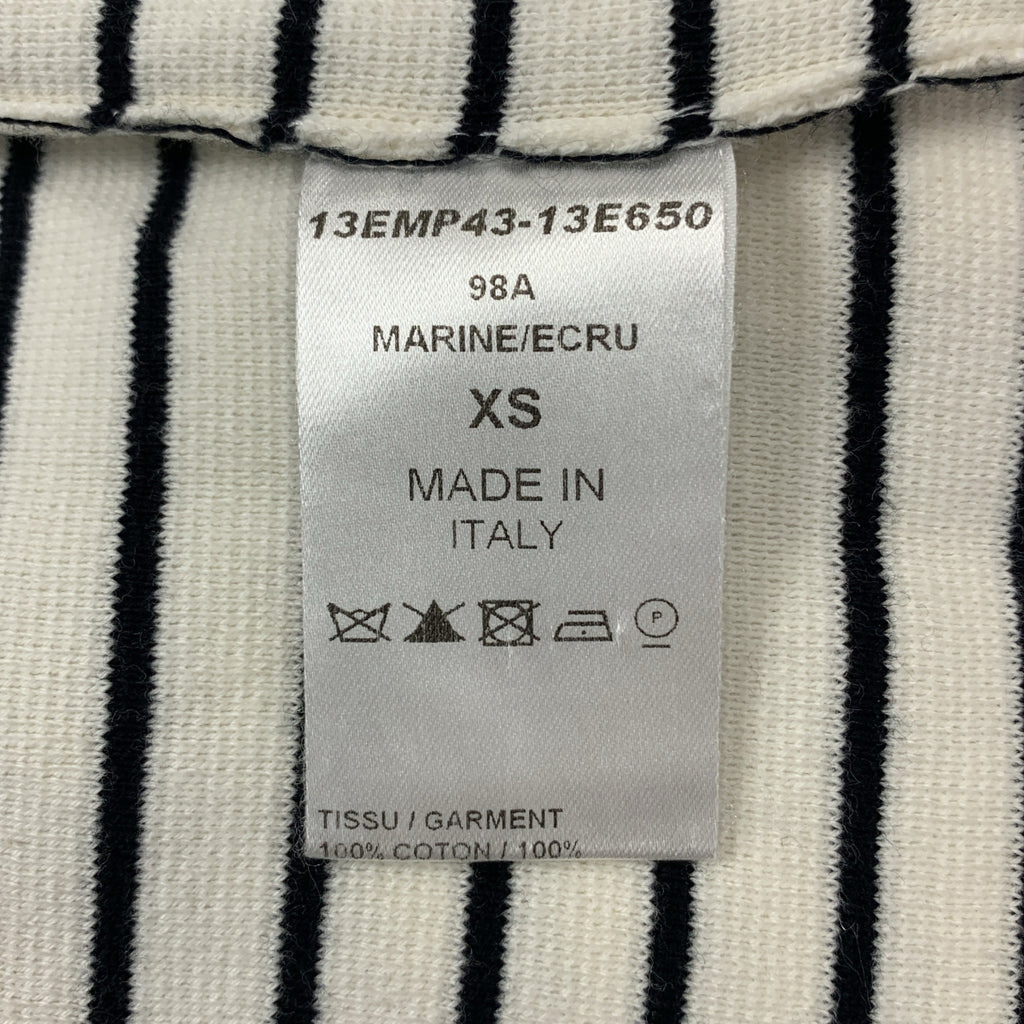 13EMP43-13E650
98A
MARINE/ECRU
XS
MADE IN
ITALY
P
TISSU / GARMENT
100% COTON / 100%